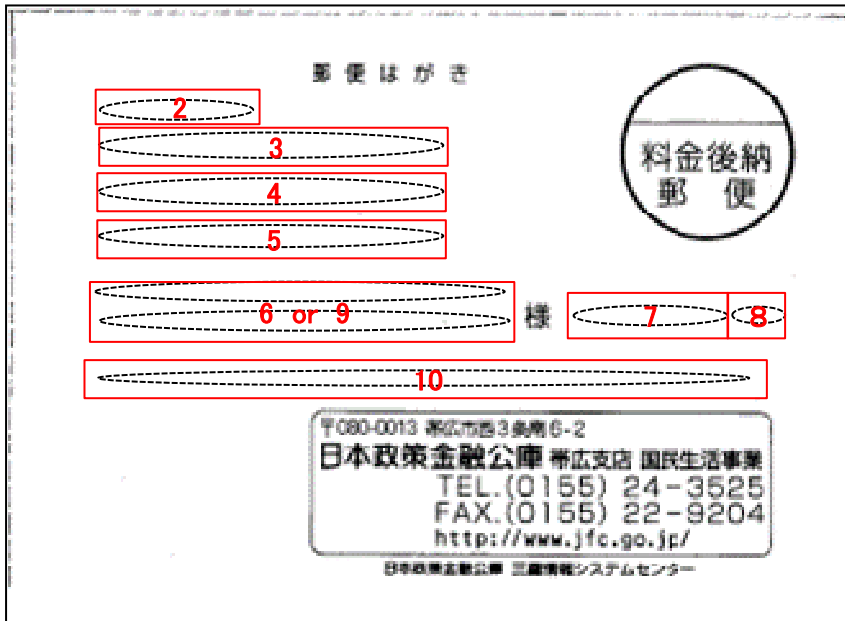 郵便はがき
2
3
料金後納
郵便
4
5
6 or 9
様
7
8
10
〒080-0013 帯広市西3条南6-2
日本政策金融公庫 帯広支店 国民生活事業
TEL.(0155) 24-3525
FAX.(0155) 22-9204
http://www.jfc.go.jp/
日本政策金融公庫 三鷹情報システムセンター